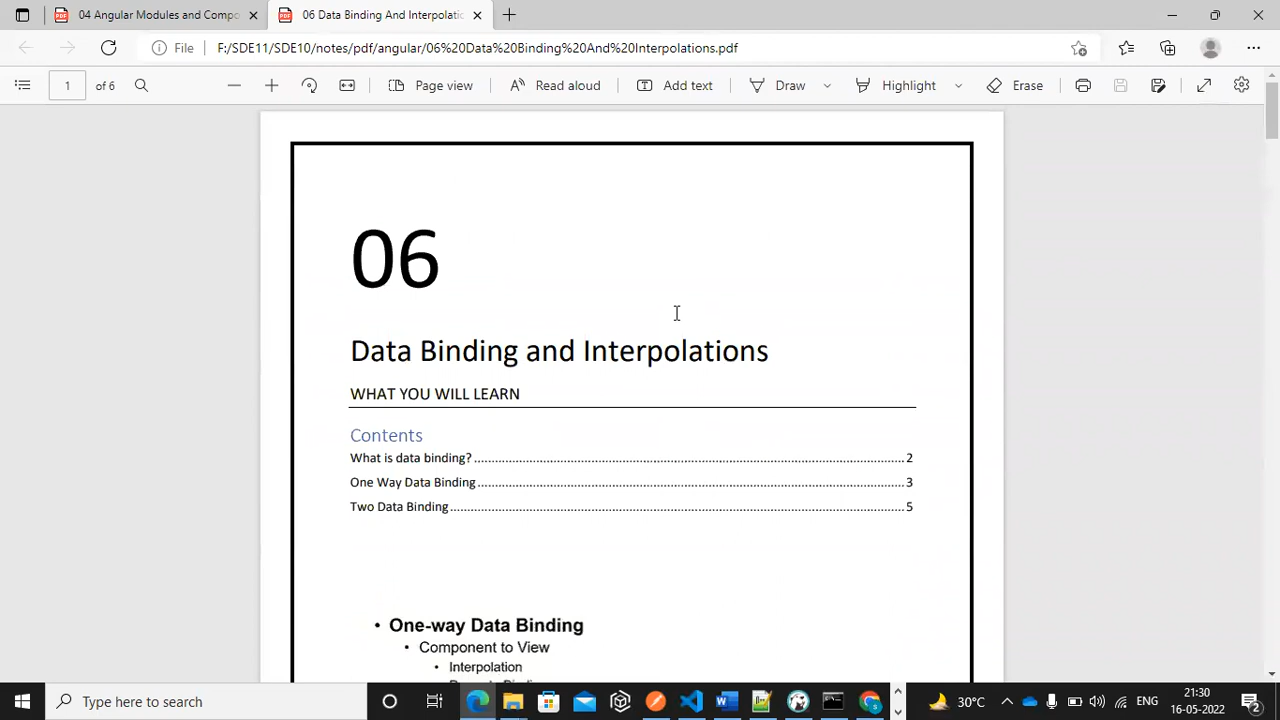 04 Angular Modules and Compo
06 Data Binding And Interpolatio
File
F:/SDE11/SDE10/notes/pdf/angular/06%20Data%20Binding%20And%20Interpolations.pdf
1 of 6
Page view
Read aloud
Add text
Draw
Highlight
Erase
06
Data Binding and Interpolations
WHAT YOU WILL LEARN
Contents
What is data binding? 2
One Way Data Binding 3
Two Data Binding 5
• One-way Data Binding
• Component to View
• Interpolation
Type here to search
30°C
ENG
21:30
16-05-2022
2